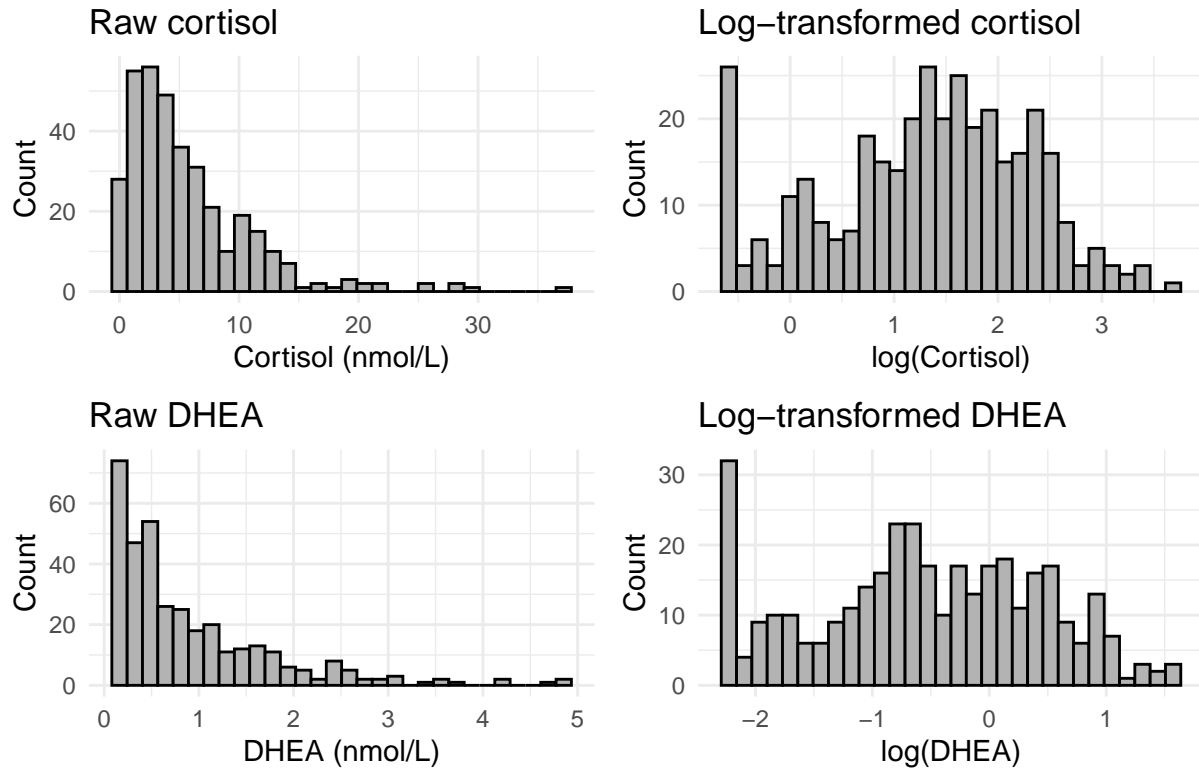 Raw cortisol
Count
40
20
0
0 10 20 30
Cortisol (nmol/L)
Log−transformed cortisol
Count
20
10
0
0 1 2 3
log(Cortisol)
Raw DHEA
Count
60
40
20
0
0 1 2 3 4 5
DHEA (nmol/L)
Log−transformed DHEA
Count
30
20
10
0
−2 −1 0 1
log(DHEA)